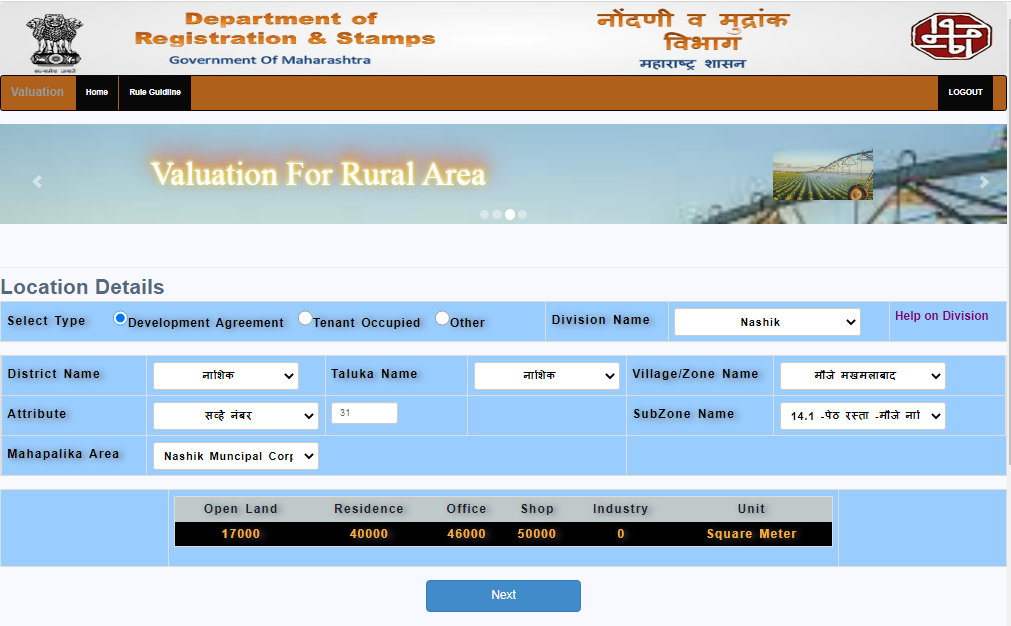 Department of
Registration & Stamps
Government Of Maharashtra
नोंदणी व मुद्रांक
विभाग
महाराष्ट्र शासन
Valuation Home Rule Guidline LOGOUT
Valuation For Rural Area
Location Details
Select Type Development Agreement Tenant Occupied Other Division Name Nashik Help on Division
District Name नाशिक Taluka Name नाशिक Village/Zone Name मौजे मखमलाबाद
Attribute सर्व्हे नंबर 31 SubZone Name 14.1 -पेठ रस्ता -मौजे
Mahapalika Area Nashik Muncipal Corp
Open Land Residence Office Shop Industry Unit
17000 40000 46000 50000 0 Square Meter
Next